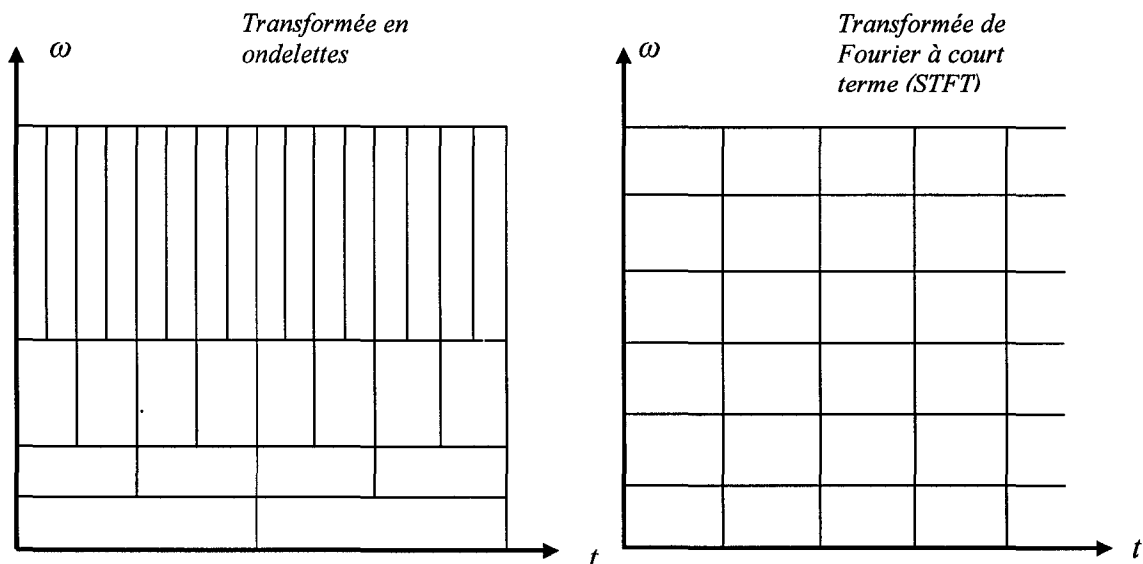 Transformée en
ondelettes
ω
t
Transformée de
Fourier à court
terme (STFT)
ω
t